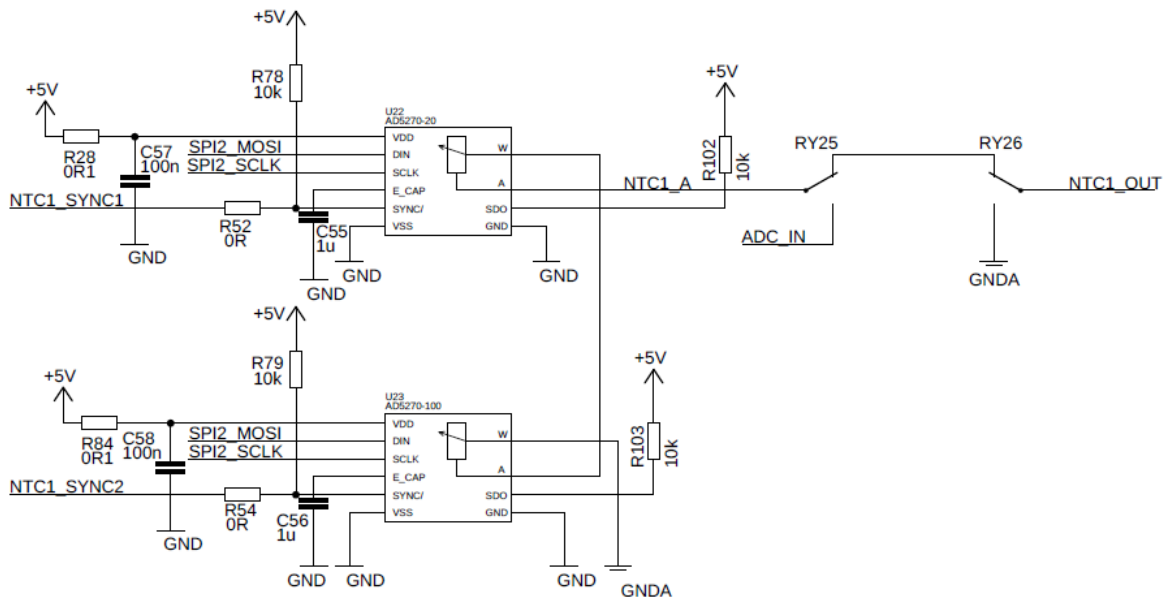 +5V
R78
10k
+5V
R28
0R1
C57
100n
SPI2_MOSI
SPI2_SCLK
NTC1_SYNC1
R52
0R
GND
C55
1u
GND
GND
U22
AD5270-20
VDD
DIN
SCLK
E_CAP
SYNC/
VSS
W
A
SDO
GND
GND
NTC1_A
+5V
R102
10k
RY25
RY26
NTC1_OUT
ADC_IN
GNDA
+5V
R79
10k
+5V
R84
0R1
C58
100n
SPI2_MOSI
SPI2_SCLK
NTC1_SYNC2
R54
0R
GND
C56
1u
GND
GND
U23
AD5270-100
VDD
DIN
SCLK
E_CAP
SYNC/
VSS
W
A
SDO
GND
GND
+5V
R103
10k
GNDA